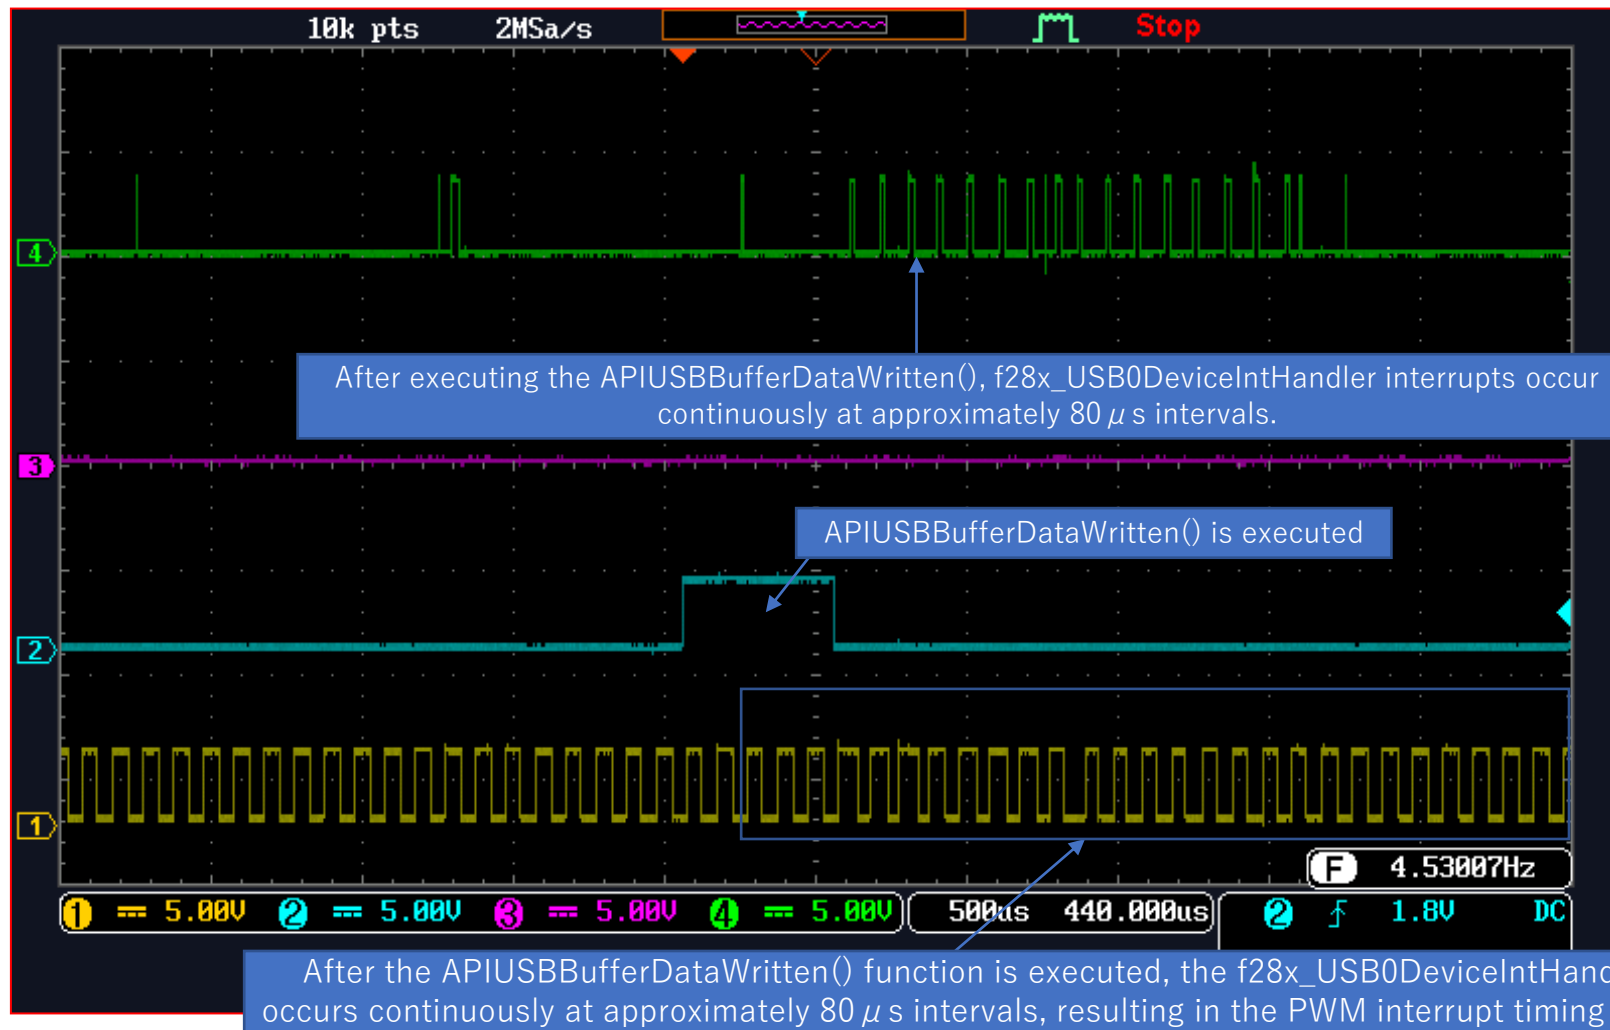 10k pts 2MSa/s Stop
4
After executing the APIUSBBufferDataWritten(), f28x_USB0DeviceIntHandler interrupts occur
continuously at approximately 80μs intervals.
3
APIUSBBufferDataWritten() is executed
2
1
F 4.53007Hz
1 5.00V 2 5.00V 3 5.00V 4 5.00V 500us 440.000us 2 1.8V DC
After the APIUSBBufferDataWritten() function is executed, the f28x_USB0DeviceIntHand
occurs continuously at approximately 80μs intervals, resulting in the PWM interrupt timing